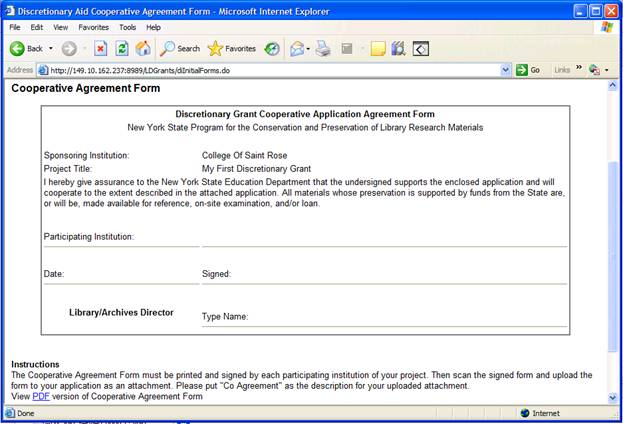 Discretionary Aid Cooperative Agreement Form - Microsoft Internet Explorer
File Edit View Favorites Tools Help
Back Search Favorites
Address http://149.10.162.237:8989/LDGrants/diInitialForms.do Go Links »
Cooperative Agreement Form
Discretionary Grant Cooperative Application Agreement Form
New York State Program for the Conservation and Preservation of Library Research Materials
Sponsoring Institution: College Of Saint Rose
Project Title: My First Discretionary Grant
I hereby give assurance to the New York State Education Department that the undersigned supports the enclosed application and will
cooperate to the extent described in the attached application. All materials whose preservation is supported by funds from the State are,
or will be, made available for reference, on-site examination, and/or loan.
Participating Institution:
Date: Signed:
Library/Archives Director Type Name:
Instructions
The Cooperative Agreement Form must be printed and signed by each participating institution of your project. Then scan the signed form and upload the
form to your application as an attachment. Please put "Co Agreement" as the description for your uploaded attachment.
View PDF version of Cooperative Agreement Form
Done Internet